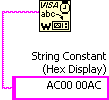 VISA
abc
W
String Constant
(Hex Display)
AC00 00AC